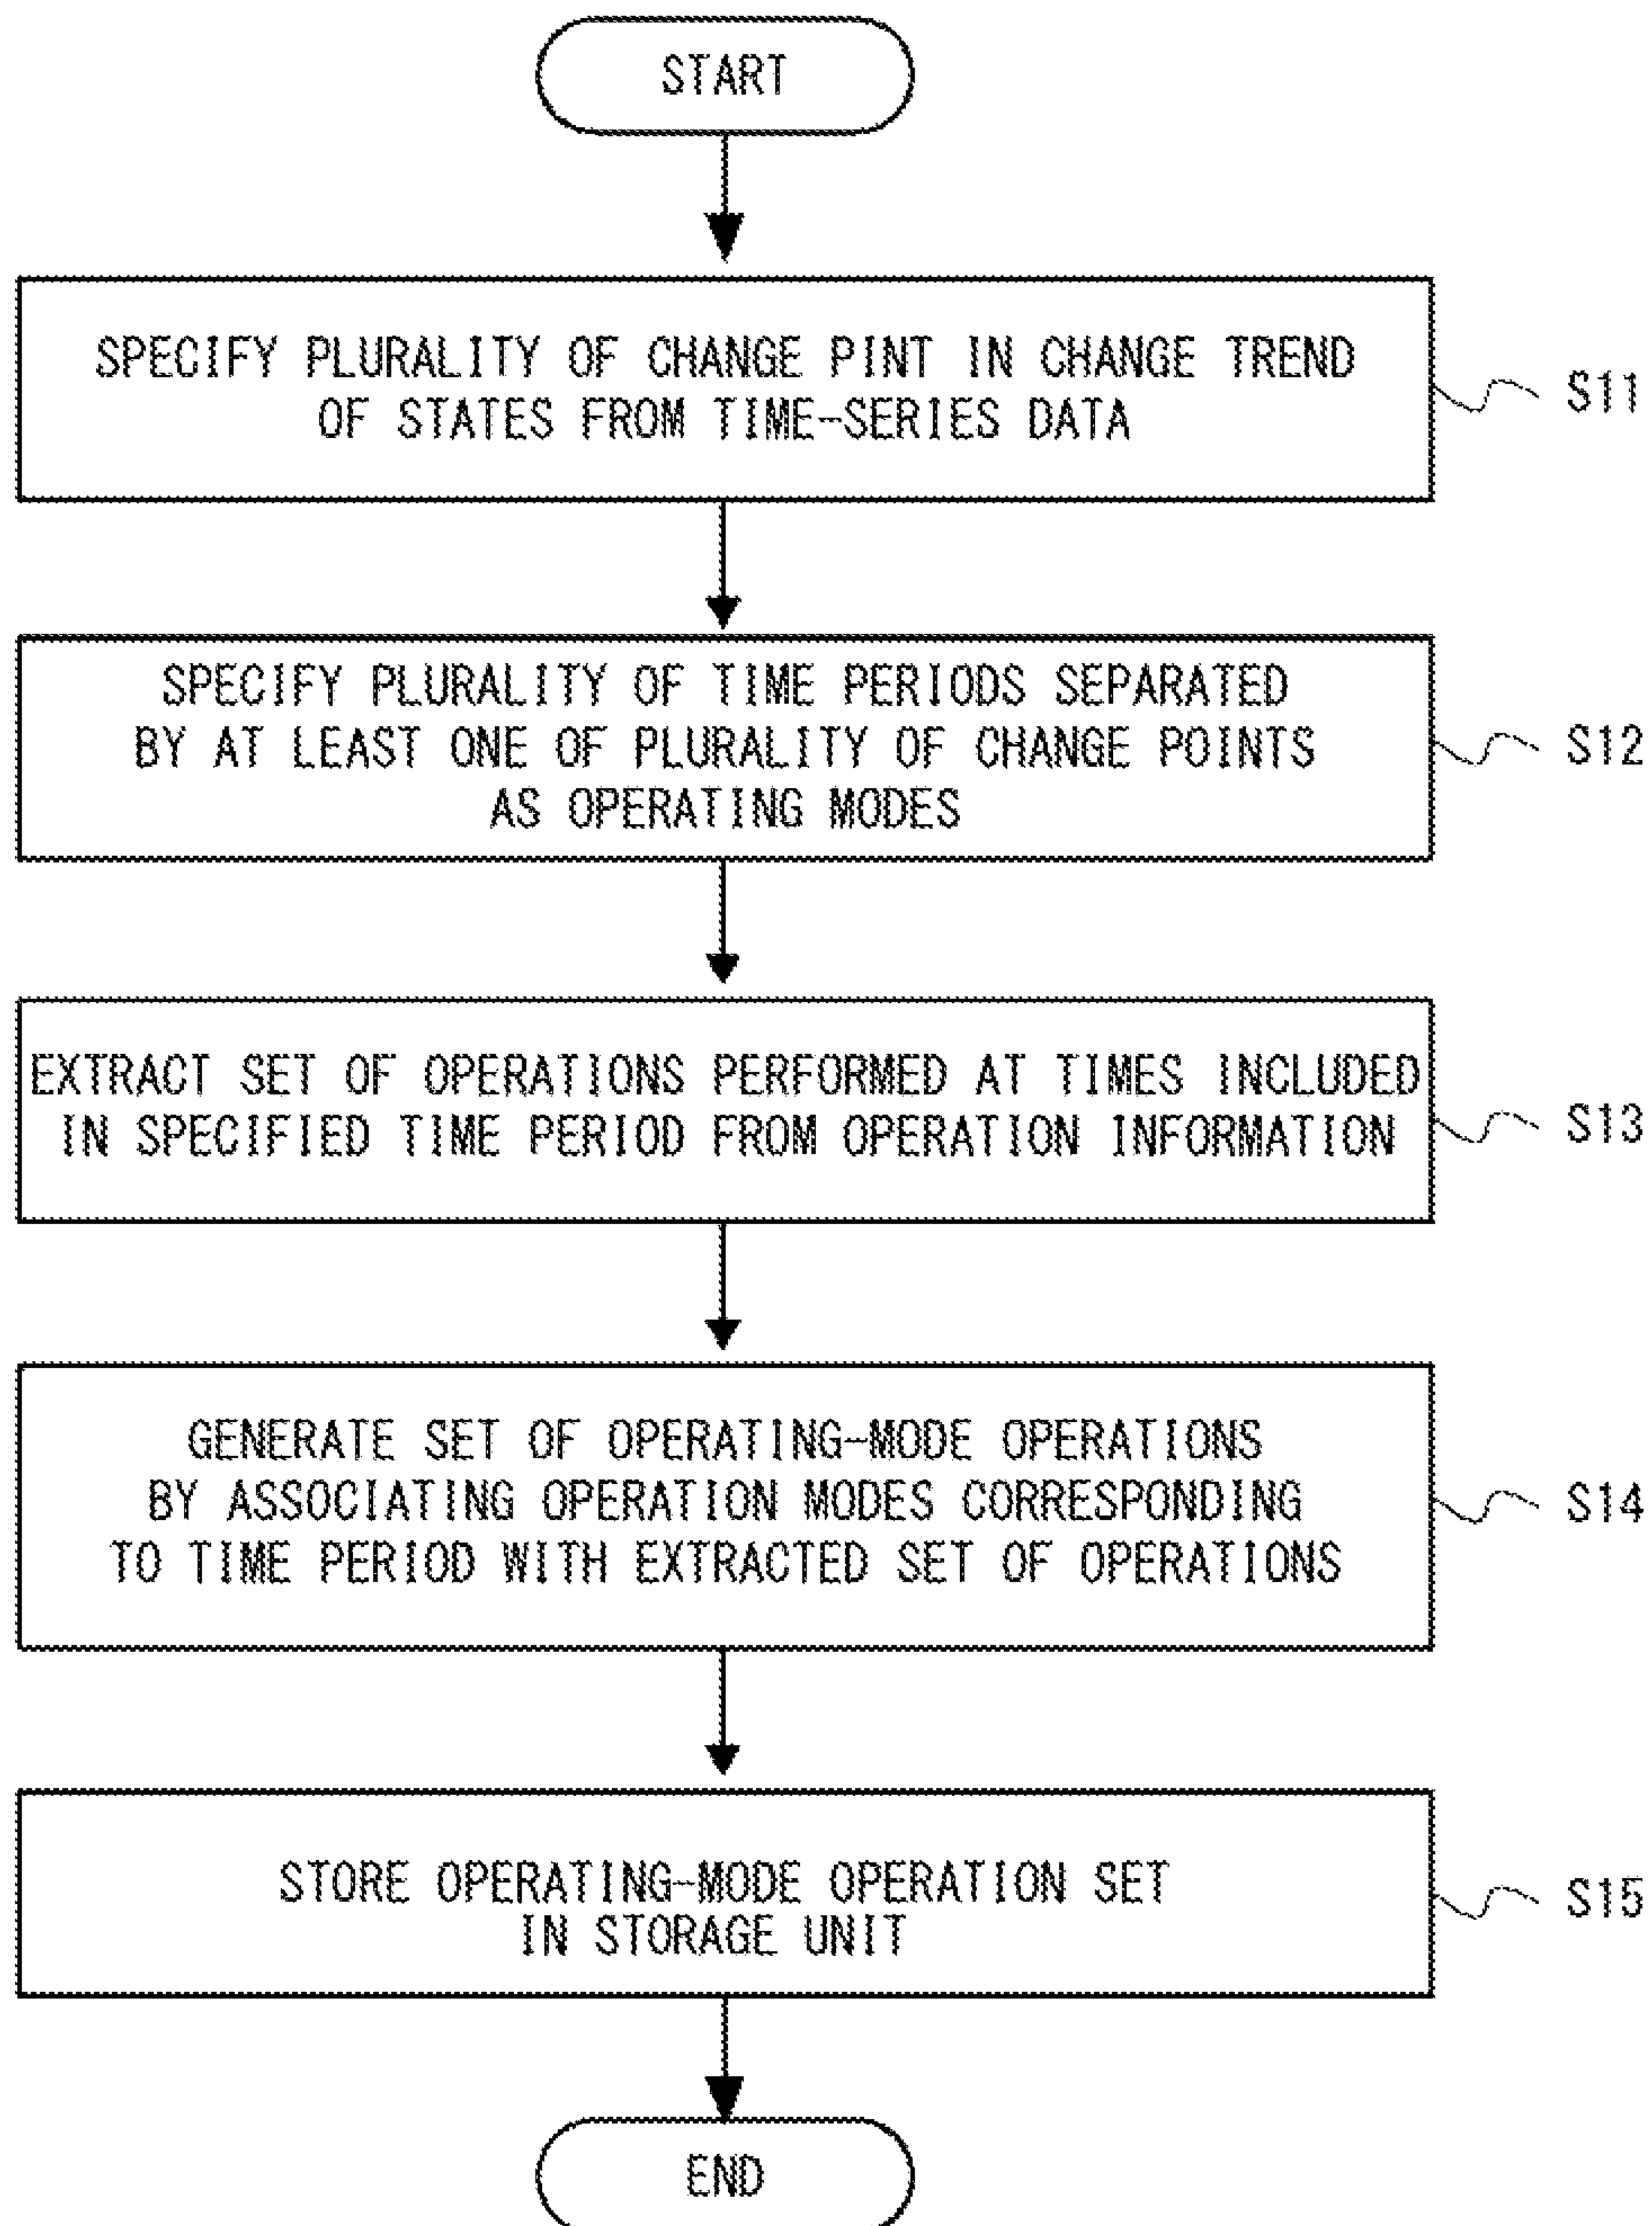 START
SPECIFY PLURALITY OF CHANGE PINT IN CHANGE TREND
OF STATES FROM TIME-SERIES DATA
S11
SPECIFY PLURALITY OF TIME PERIODS SEPARATED
BY AT LEAST ONE OF PLURALITY OF CHANGE POINTS
AS OPERATING MODES
S12
EXTRACT SET OF OPERATIONS PERFORMED AT TIMES INCLUDED
IN SPECIFIED TIME PERIOD FROM OPERATION INFORMATION
S13
GENERATE SET OF OPERATING-MODE OPERATIONS
BY ASSOCIATING OPERATION MODES CORRESPONDING
TO TIME PERIOD WITH EXTRACTED SET OF OPERATIONS
S14
STORE OPERATING-MODE OPERATION SET
IN STORAGE UNIT
S15
END